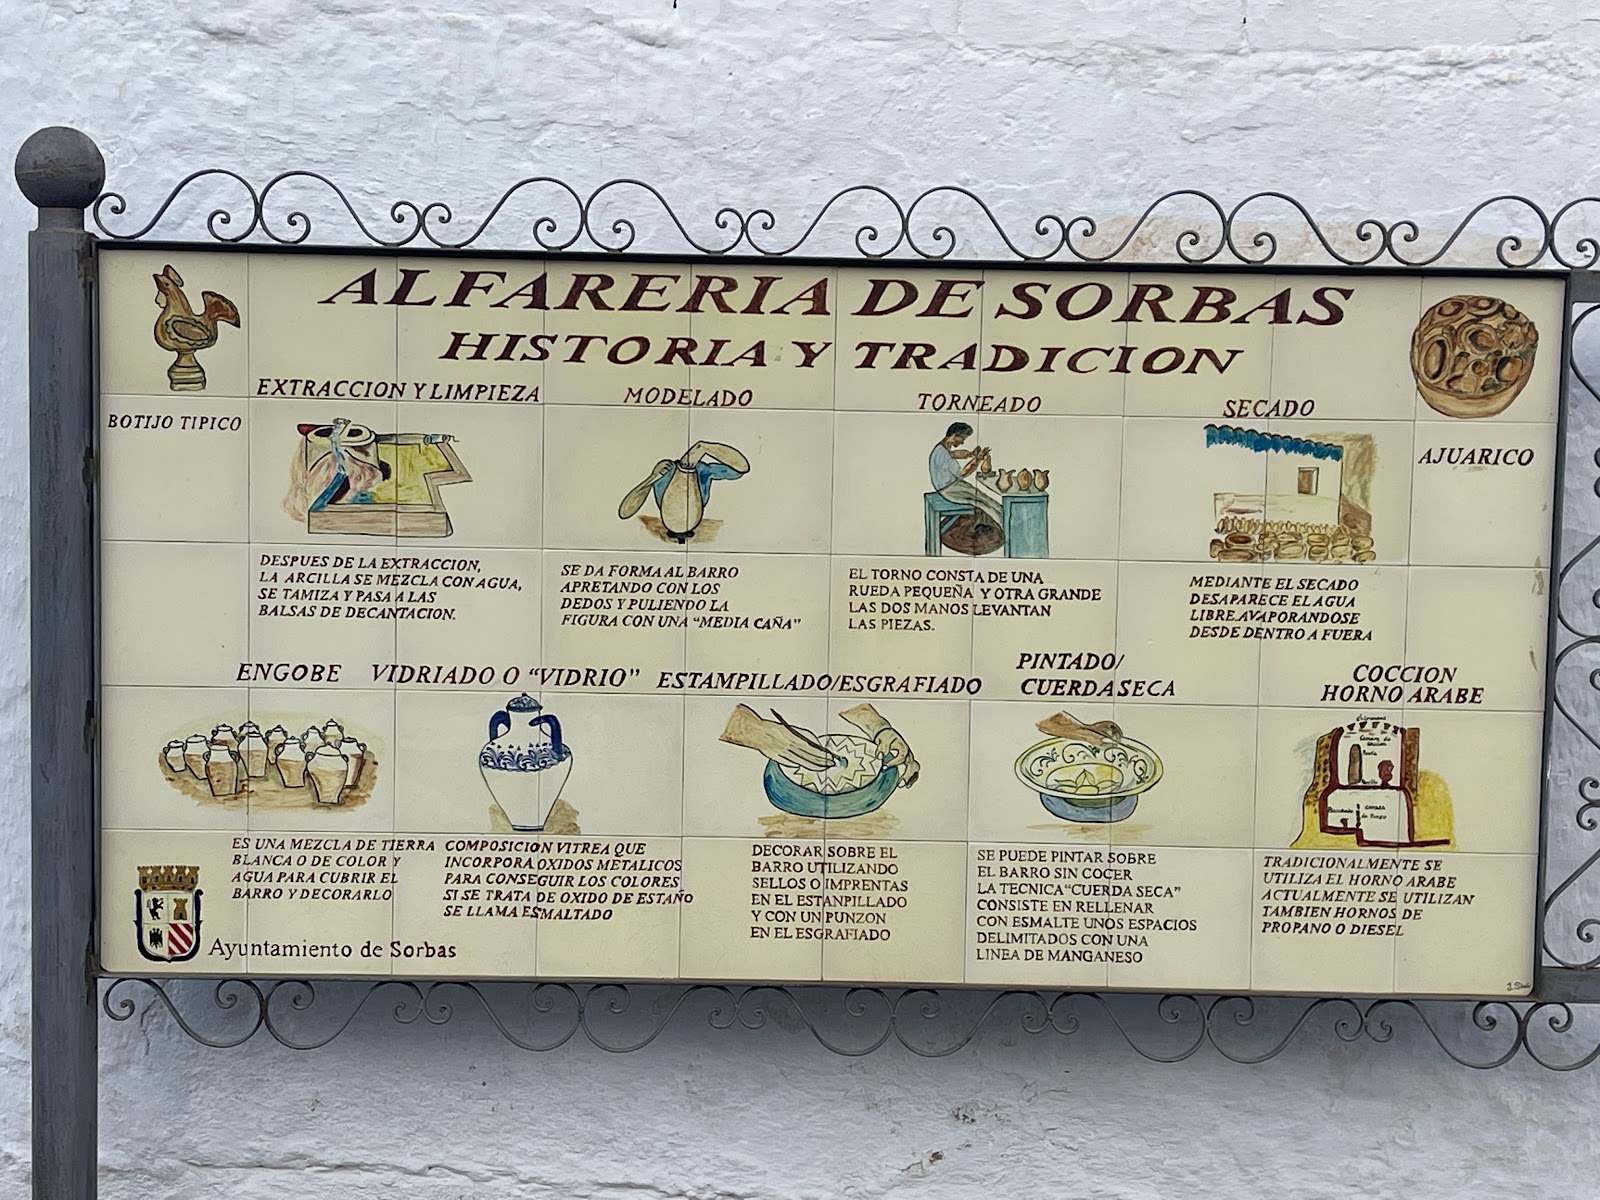 ALFARERIA DE SORBAS
HISTORIA Y TRADICION
BOTIJO TIPICO
AJUARICO
EXTRACCION Y LIMPIEZA
DESPUES DE LA EXTRACCION,
LA ARCILLA SE MEZCLA CON AGUA,
SE TAMIZA Y PASA A LAS
BALSAS DE DECANTACION.
MODELADO
SE DA FORMA AL BARRO
APRETANDO CON LOS
DEDOS Y PULIENDO LA
FIGURA CON UNA "MEDIA CAÑA"
TORNEADO
EL TORNO CONSTA DE UNA
RUEDA PEQUEÑA Y OTRA GRANDE
LAS DOS MANOS LEVANTAN
LAS PIEZAS.
SECADO
MEDIANTE EL SECADO
DESAPARECE EL AGUA
LIBRE.AVAPORANDOSE
DESDE DENTRO A FUERA
ENGOBE
ES UNA MEZCLA DE TIERRA
BLANCA O DE COLOR Y
AGUA PARA CUBRIR EL
BARRO Y DECORARLO
VIDRIADO O "VIDRIO"
COMPOSICION VITREA QUE
INCORPORA OXIDOS METALICOS
PARA CONSEGUIR LOS COLORES
SI SE TRATA DE OXIDO DE ESTAÑO
SE LLAMA ESMALTADO
ESTAMPILLADO/ESGRAFIADO
DECORAR SOBRE EL
BARRO UTILIZANDO
SELLOS O IMPRENTAS
EN EL ESTANPILLADO
Y CON UN PUNZON
EN EL ESGRAFIADO
PINTADO/
CUERDA SECA
SE PUEDE PINTAR SOBRE
EL BARRO SIN COCER
LA TECNICA "CUERDA SECA"
CONSISTE EN RELLENAR
CON ESMALTE UNOS ESPACIOS
DELIMITADOS CON UNA
LINEA DE MANGANESO
COCCION
HORNO ARABE
TRADICIONALMENTE SE
UTILIZA EL HORNO ARABE
ACTUALMENTE SE UTILIZAN
TAMBIEN HORNOS DE
PROPANO O DIESEL
Ayuntamiento de Sorbas